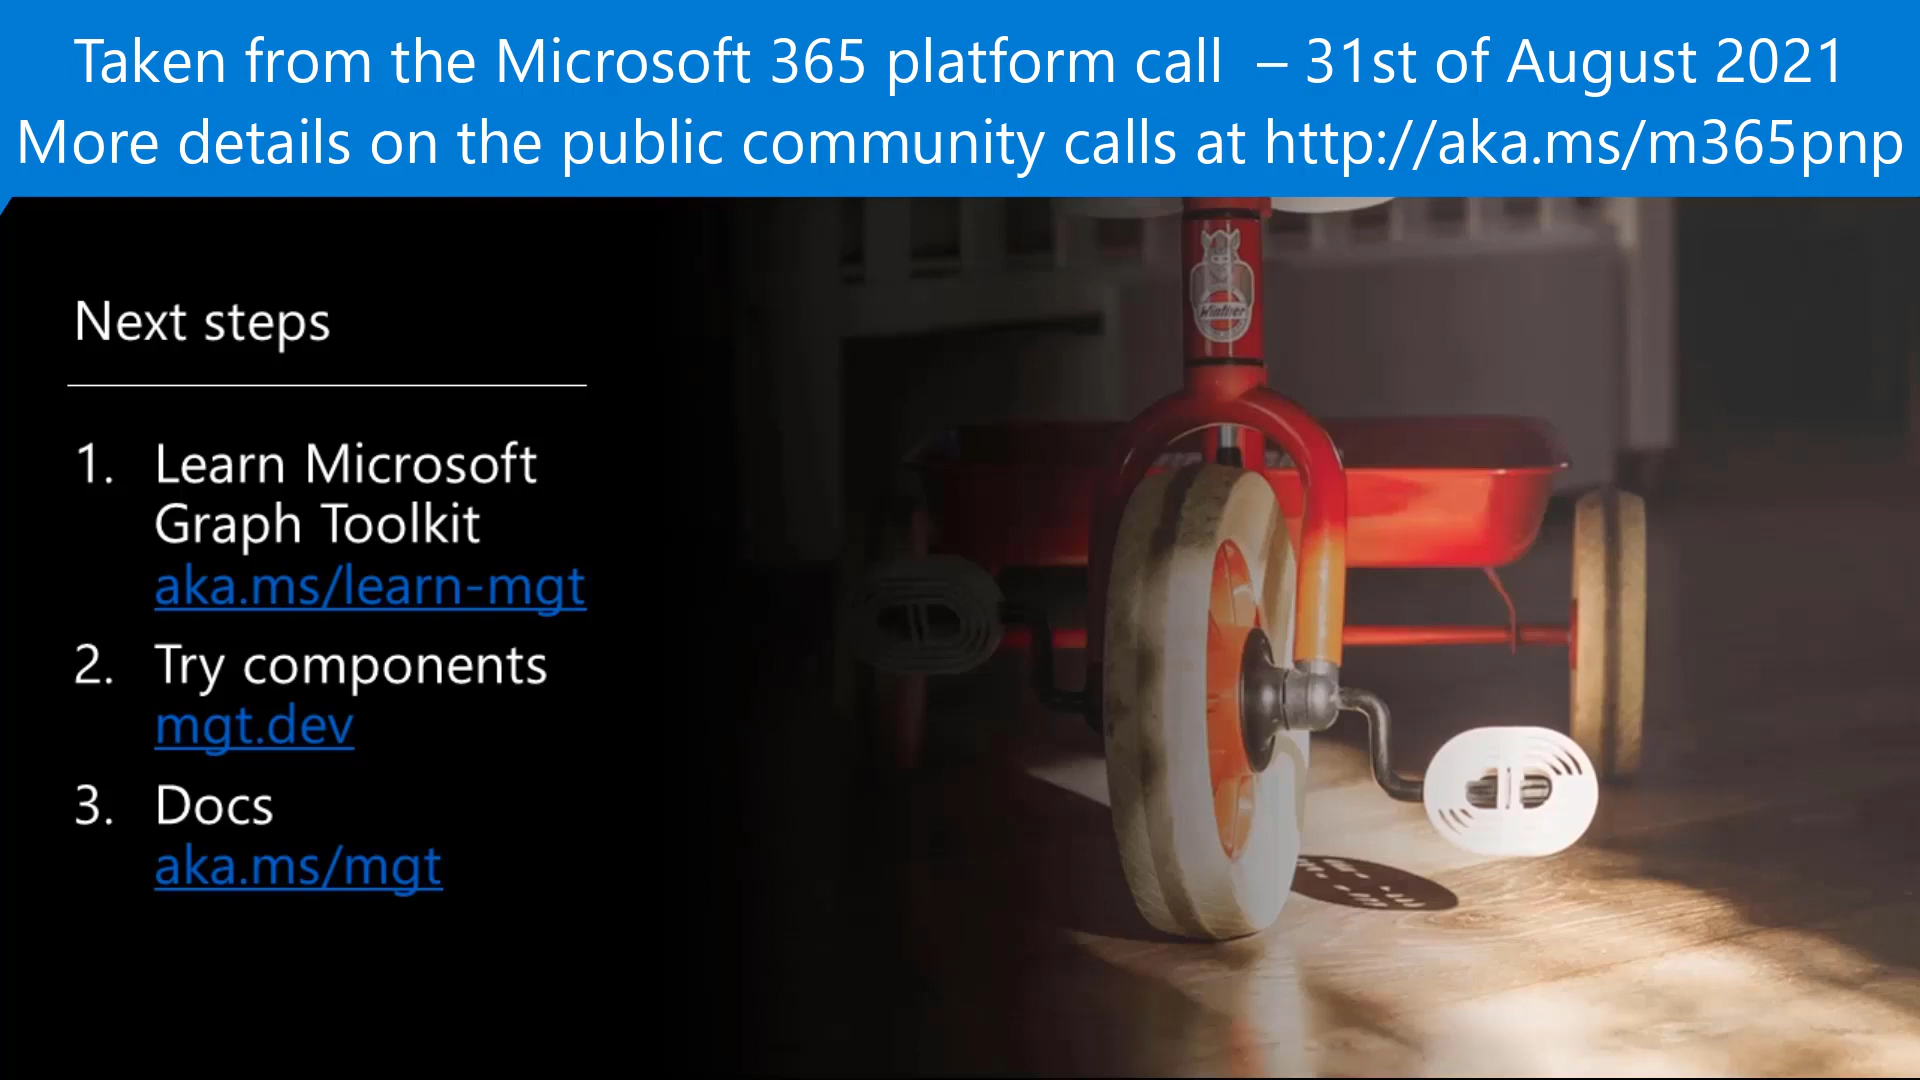 Taken from the Microsoft 365 platform call – 31st of August 2021
More details on the public community calls at http://aka.ms/m365pnp
Next steps
1. Learn Microsoft
Graph Toolkit
aka.ms/learn-mgt
2. Try components
mgt.dev
3. Docs
aka.ms/mgt